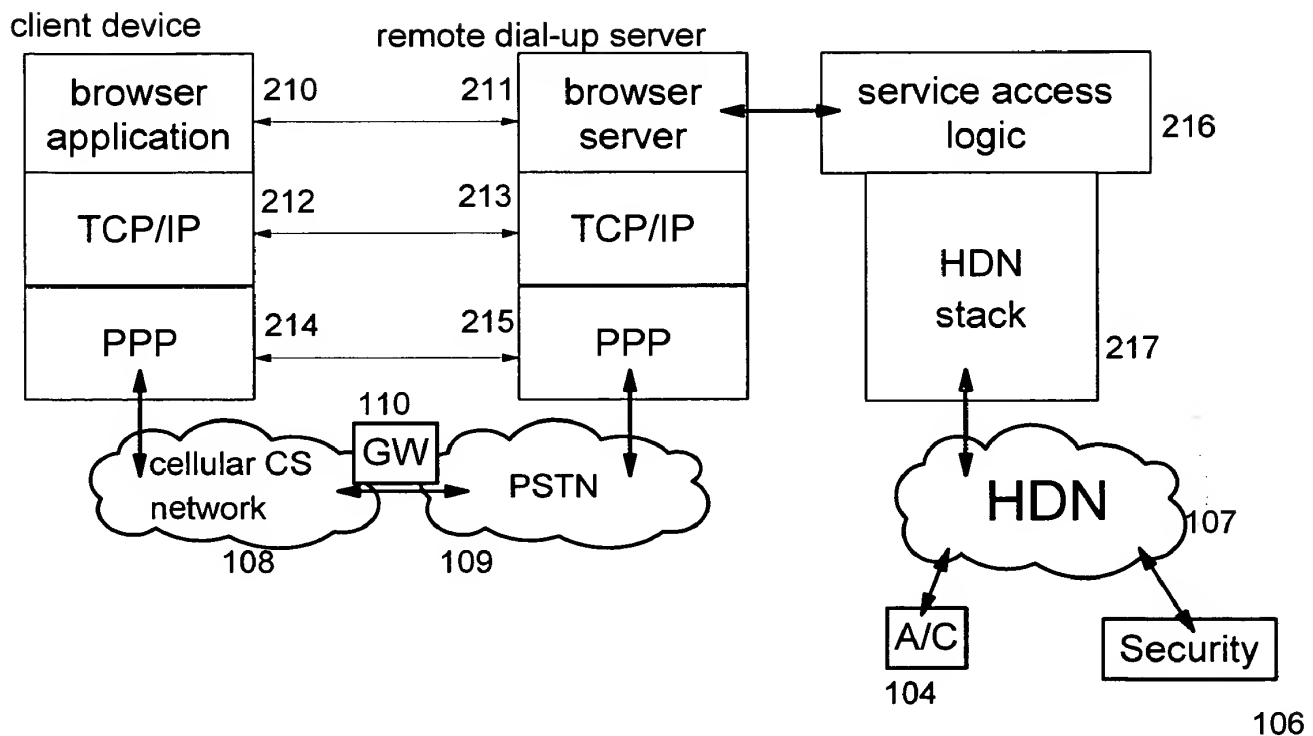 client device
remote dial-up server
browser
application
210
211
browser
server
service access
logic
216
TCP/IP
212
213
TCP/IP
HDN
stack
217
PPP
214
215
PPP
110
GW
cellular CS
network
108
PSTN
109
HDN
107
A/C
104
Security
106